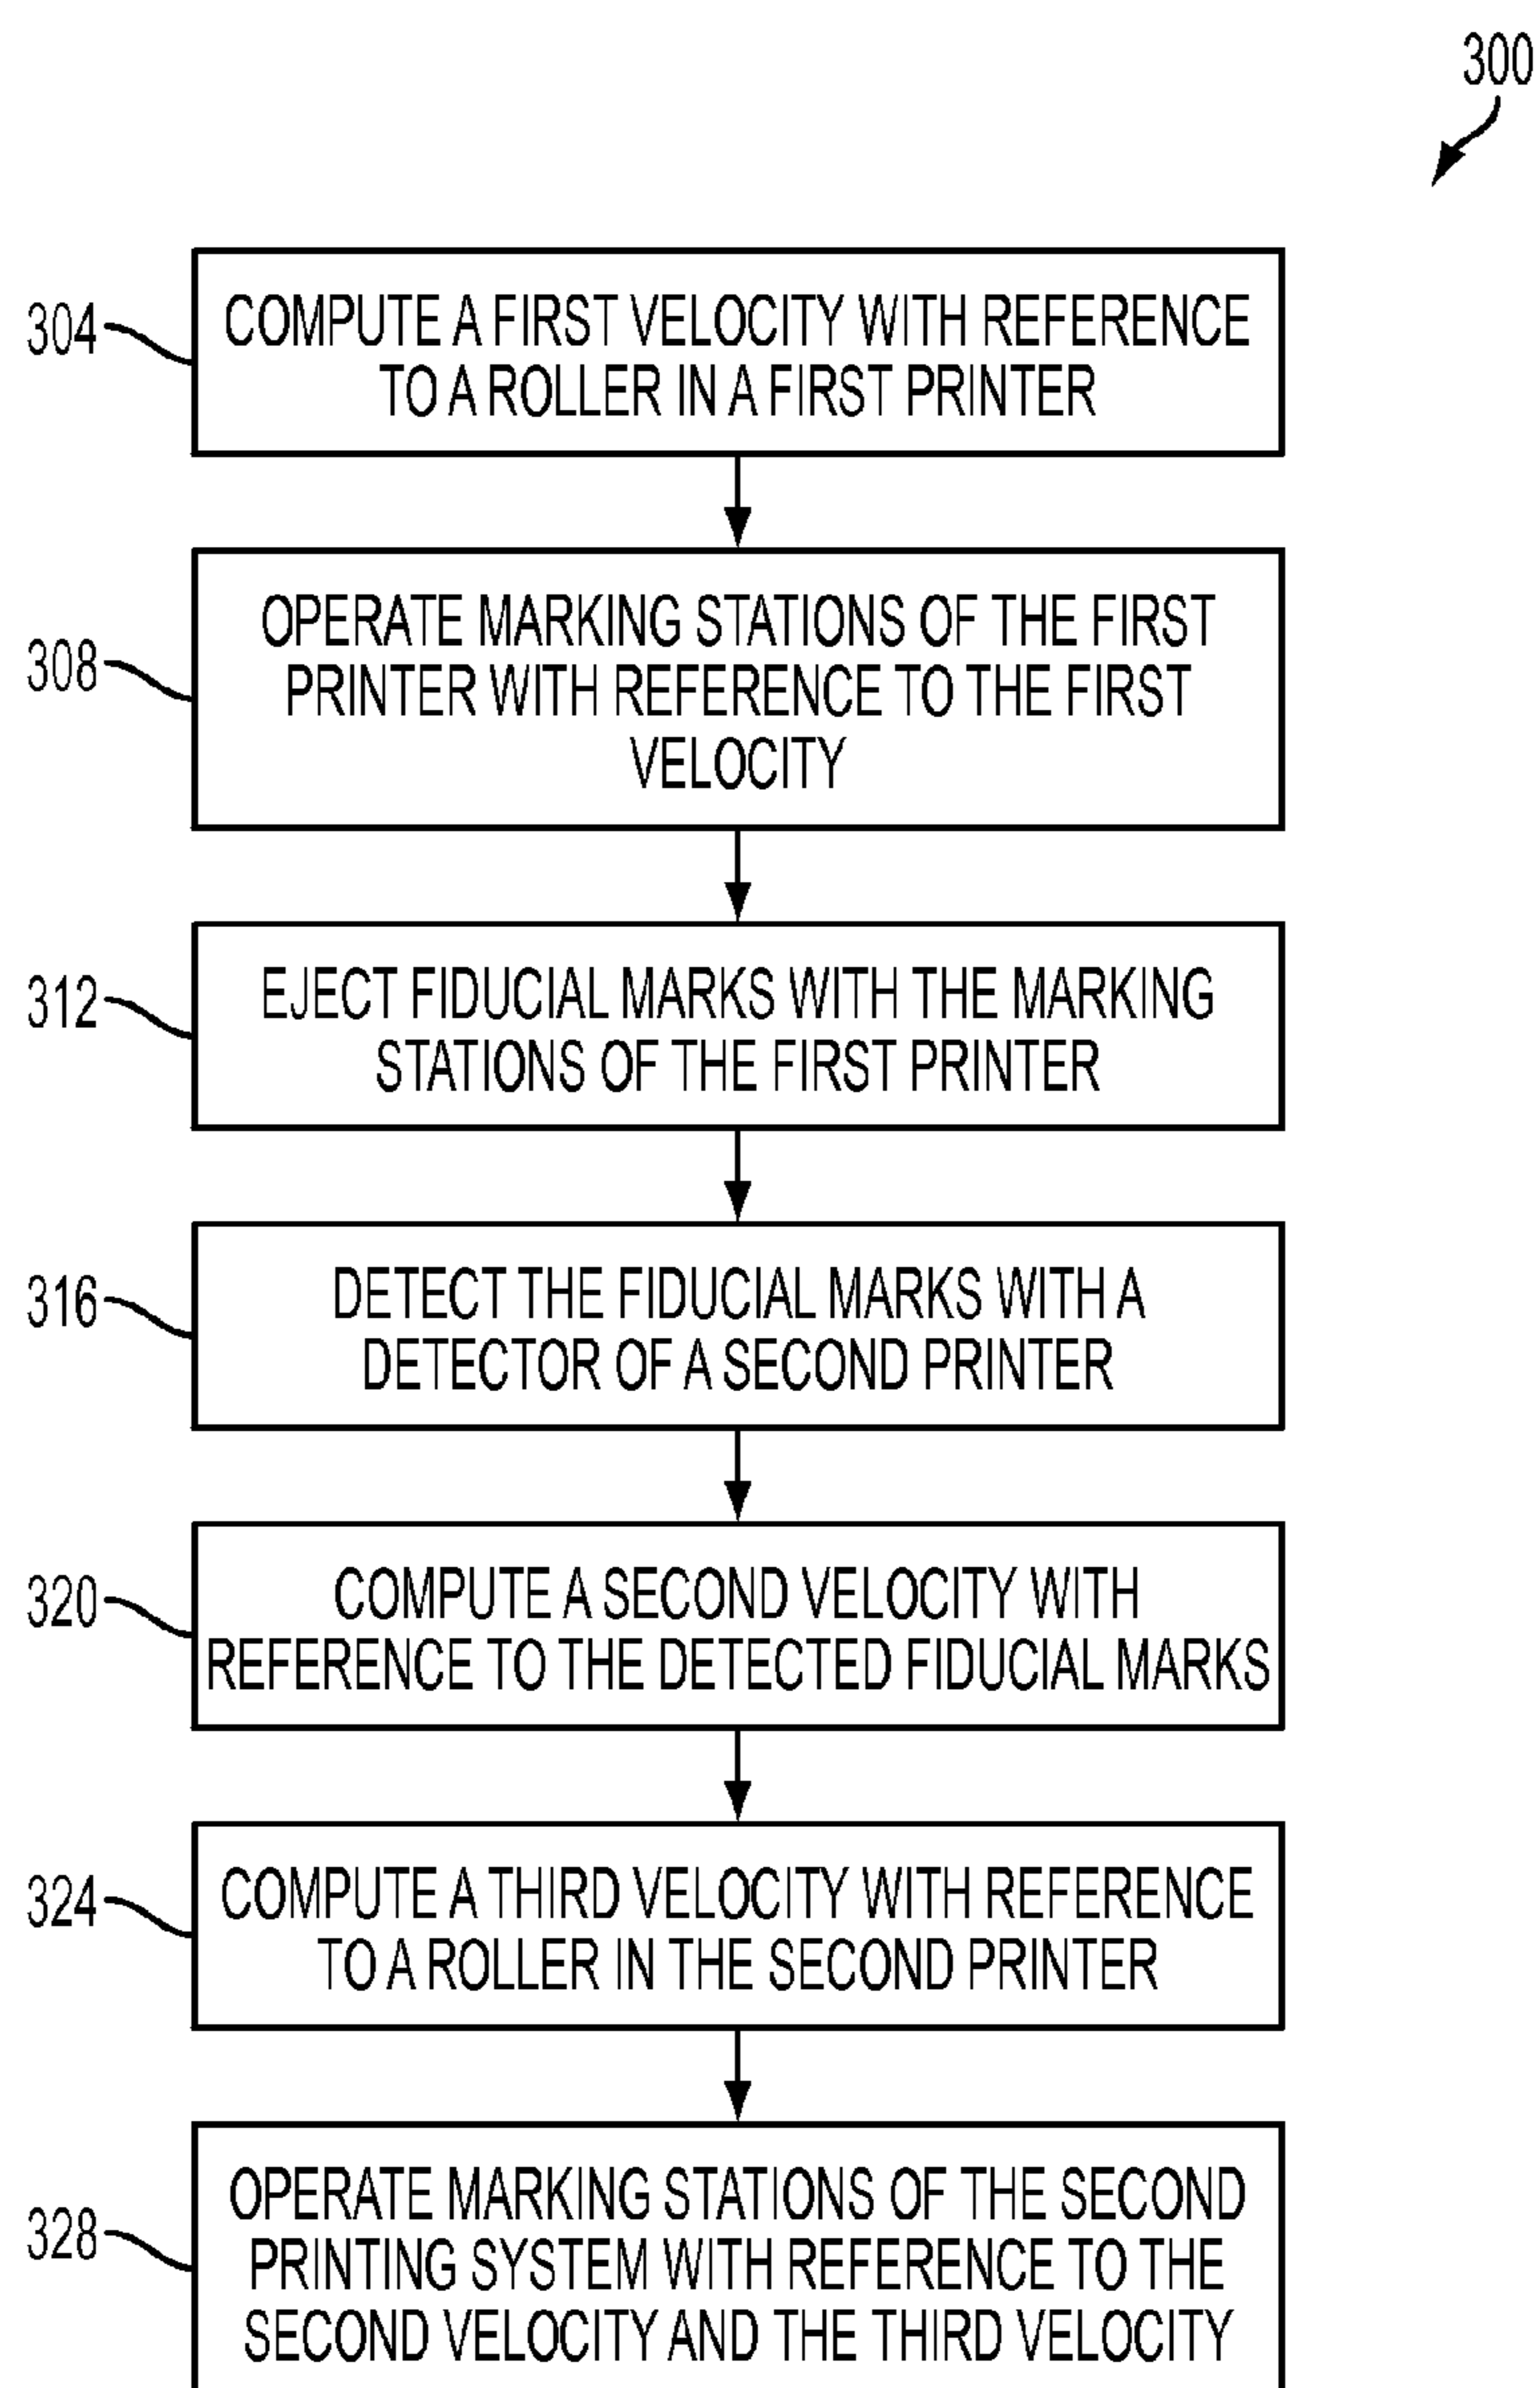 300
304
COMPUTE A FIRST VELOCITY WITH REFERENCE
TO A ROLLER IN A FIRST PRINTER
308
OPERATE MARKING STATIONS OF THE FIRST
PRINTER WITH REFERENCE TO THE FIRST
VELOCITY
312
EJECT FIDUCIAL MARKS WITH THE MARKING
STATIONS OF THE FIRST PRINTER
316
DETECT THE FIDUCIAL MARKS WITH A
DETECTOR OF A SECOND PRINTER
320
COMPUTE A SECOND VELOCITY WITH
REFERENCE TO THE DETECTED FIDUCIAL MARKS
324
COMPUTE A THIRD VELOCITY WITH REFERENCE
TO A ROLLER IN THE SECOND PRINTER
328
OPERATE MARKING STATIONS OF THE SECOND
PRINTING SYSTEM WITH REFERENCE TO THE
SECOND VELOCITY AND THE THIRD VELOCITY